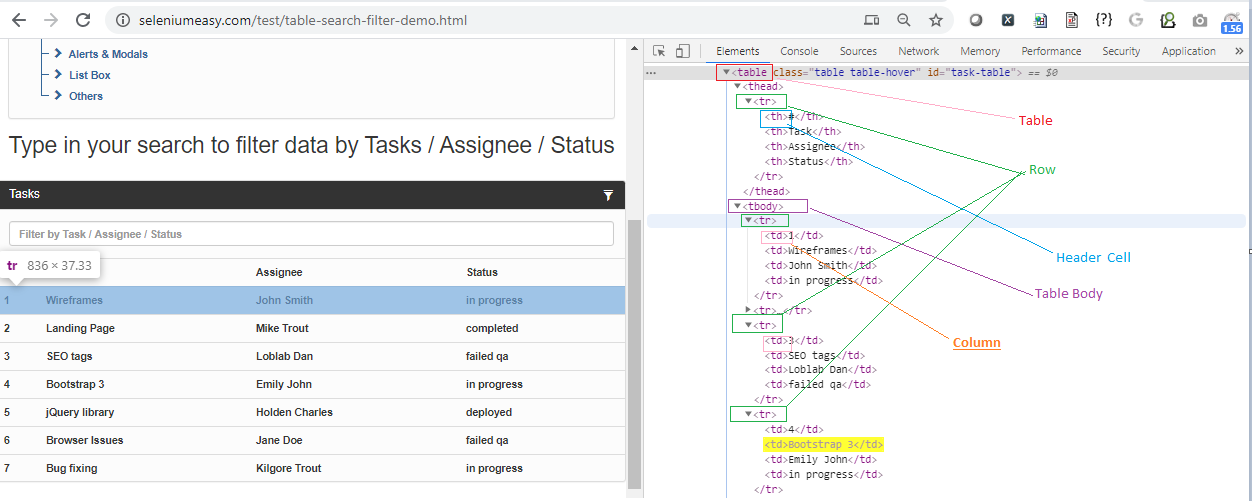 seleniumeasy.com/test/table-search-filter-demo.html
1.56
Alerts & Modals
List Box
Others
Type in your search to filter data by Tasks / Assignee / Status
Tasks
Filter by Task / Assignee / Status
tr 836 × 37.33
Assignee Status
1 Wireframes John Smith in progress
2 Landing Page Mike Trout completed
3 SEO tags Loblab Dan failed qa
4 Bootstrap 3 Emily John in progress
5 jQuery library Holden Charles deployed
6 Browser Issues Jane Doe failed qa
7 Bug fixing Kilgore Trout in progress
Elements Console Sources Network Memory Performance Security Application »
… ▼<table class="table table-hover" id="task-table"> == $0
▼<thead>
▼<tr>
<th>#</th>
<th>Task</th>
<th>Assignee</th>
<th>Status</th>
</tr>
</thead>
▼<tbody>
▼<tr>
<td>1</td>
<td>Wireframes</td>
<td>John Smith</td>
<td>in progress</td>
</tr>
▶<tr>…</tr>
▼<tr>
<td>3</td>
<td>SEO tags</td>
<td>Loblab Dan</td>
<td>failed qa</td>
</tr>
▼<tr>
<td>4</td>
<td>Bootstrap 3</td>
<td>Emily John</td>
<td>in progress</td>
</tr>
Table
Row
Header Cell
Table Body
Column